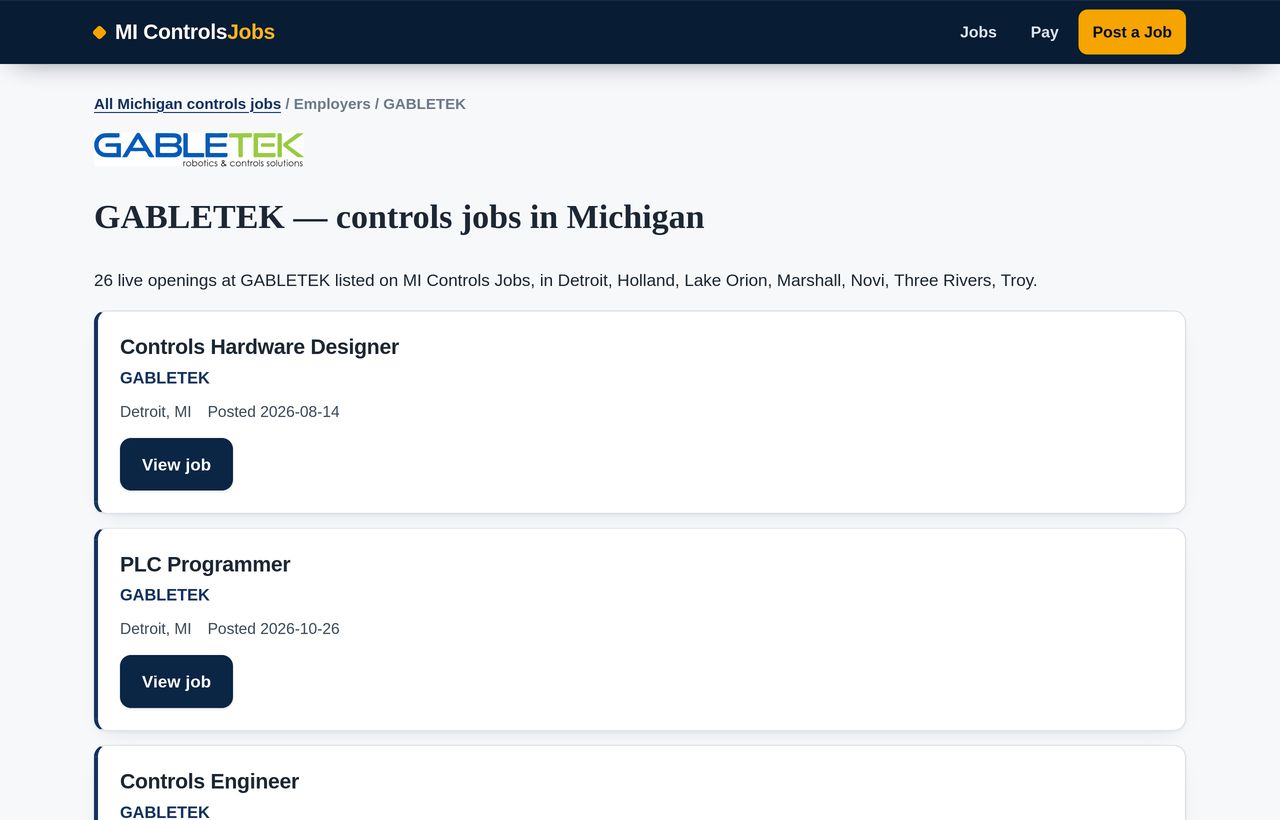 MI ControlsJobs
Jobs
Pay
Post a Job
All Michigan controls jobs / Employers / GABLETEK
GABLETEK
robotics & controls solutions
GABLETEK — controls jobs in Michigan
26 live openings at GABLETEK listed on MI Controls Jobs, in Detroit, Holland, Lake Orion, Marshall, Novi, Three Rivers, Troy.
Controls Hardware Designer
GABLETEK
Detroit, MI Posted 2026-08-14
View job
PLC Programmer
GABLETEK
Detroit, MI Posted 2026-10-26
View job
Controls Engineer
GABLETEK